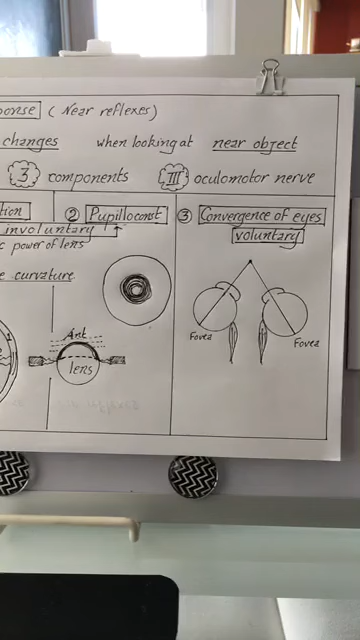 ponse (Near reflexes)
changes when looking at near object
3 components III oculomotor nerve
tion
involuntary
c power of lens
e curvature
② Pupilloconst
Ant
lens
③ Convergence of eyes
voluntary
Fovea
Fovea